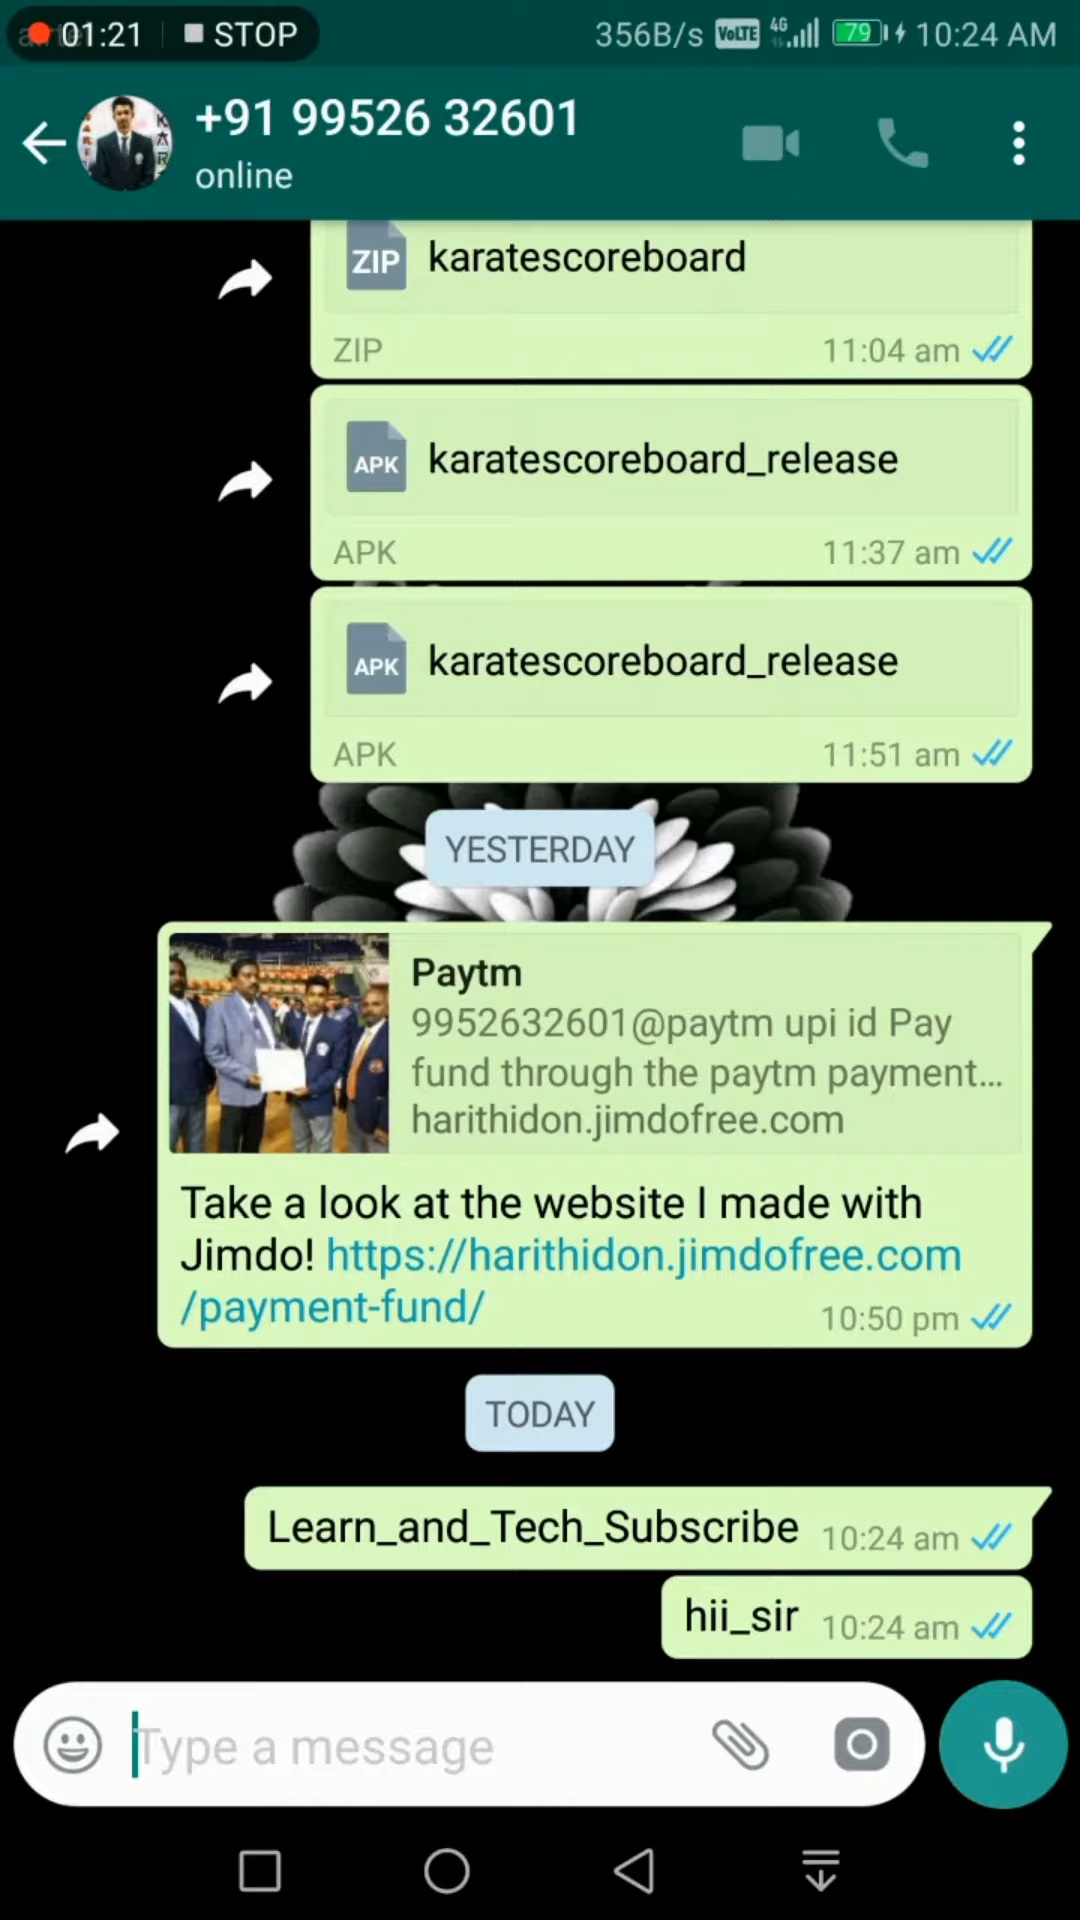 01:21 STOP 356B/s VoLTE 4G 79 10:24 AM
+91 99526 32601
online
ZIP karatescoreboard
ZIP 11:04 am
APK karatescoreboard_release
APK 11:37 am
APK karatescoreboard_release
APK 11:51 am
YESTERDAY
Paytm
9952632601@paytm upi id Pay
fund through the paytm payment...
harithidon.jimdofree.com
Take a look at the website I made with
Jimdo! https://harithidon.jimdofree.com
/payment-fund/ 10:50 pm
TODAY
Learn_and_Tech_Subscribe 10:24 am
hii_sir 10:24 am
Type a message